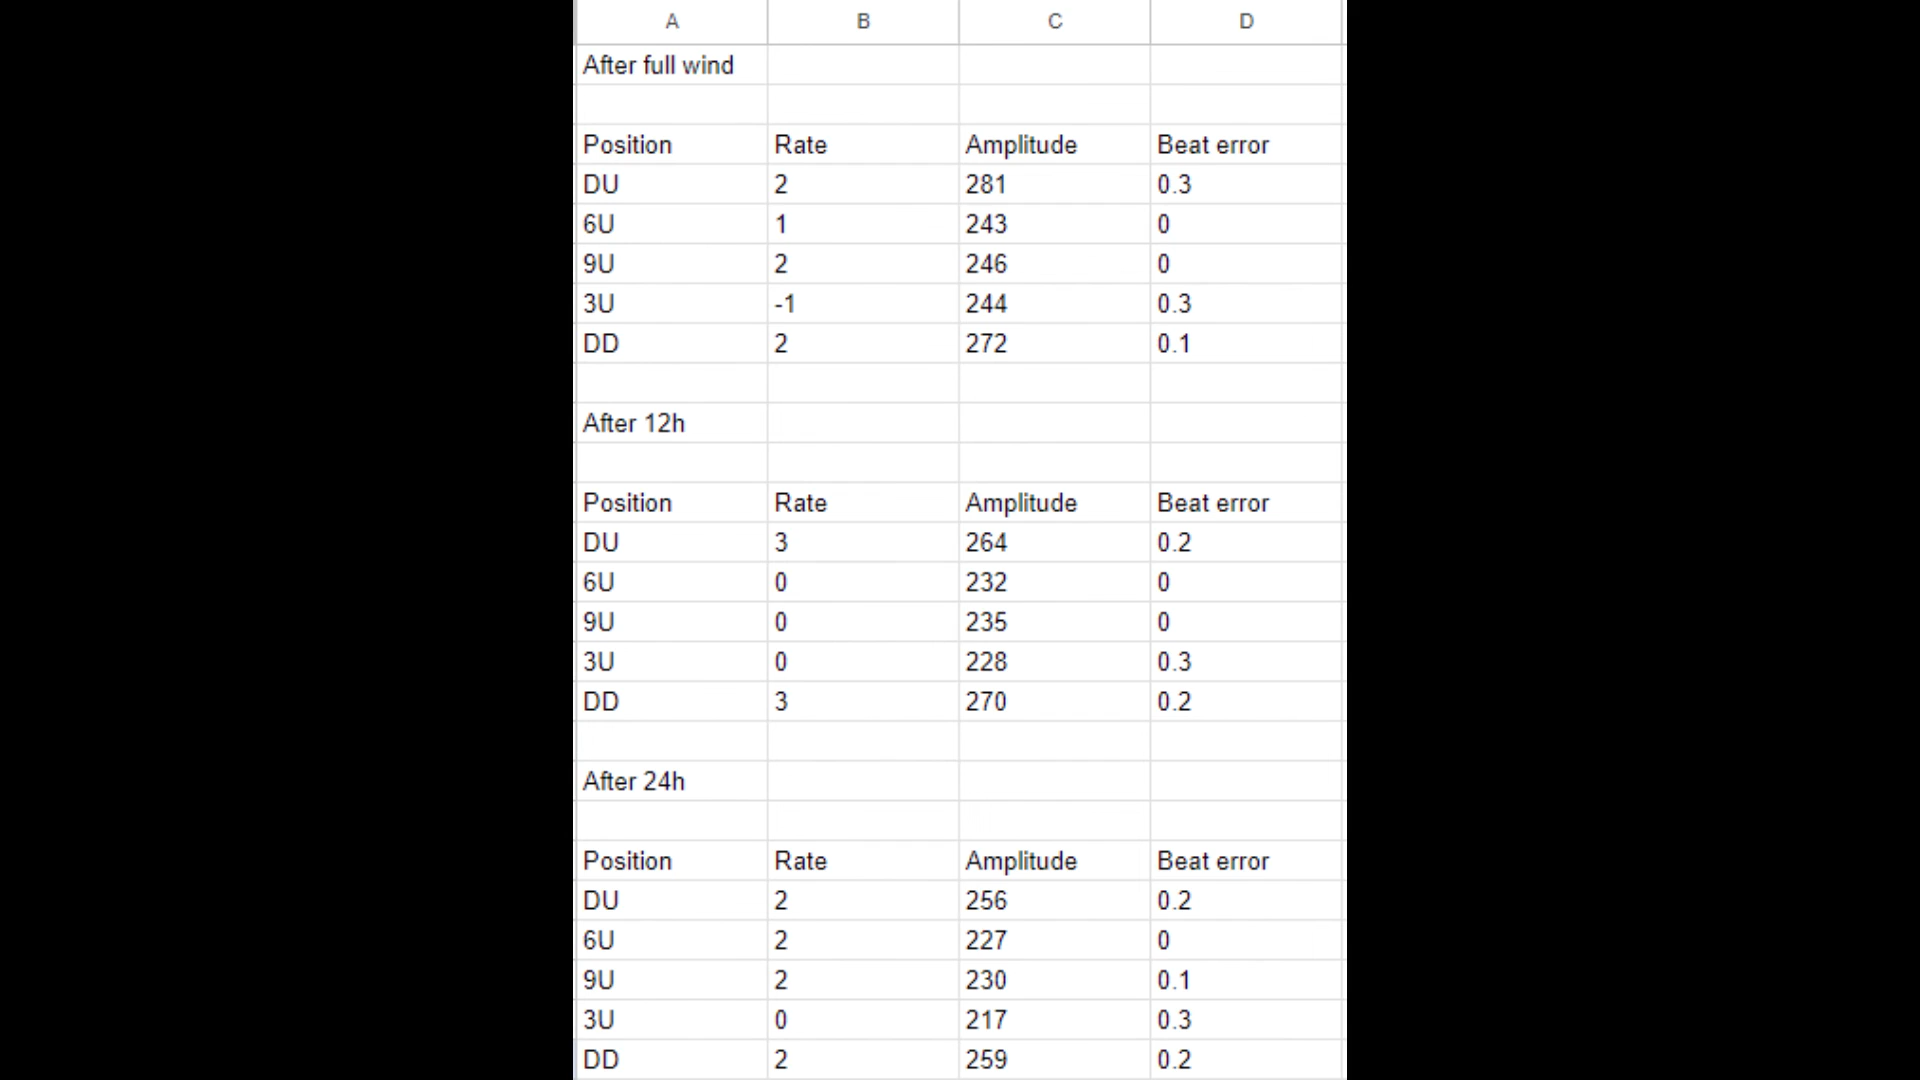 A B C D
After full wind
Position Rate Amplitude Beat error
DU 2 281 0.3
6U 1 243 0
9U 2 246 0
3U -1 244 0.3
DD 2 272 0.1
After 12h
Position Rate Amplitude Beat error
DU 3 264 0.2
6U 0 232 0
9U 0 235 0
3U 0 228 0.3
DD 3 270 0.2
After 24h
Position Rate Amplitude Beat error
DU 2 256 0.2
6U 2 227 0
9U 2 230 0.1
3U 0 217 0.3
DD 2 259 0.2